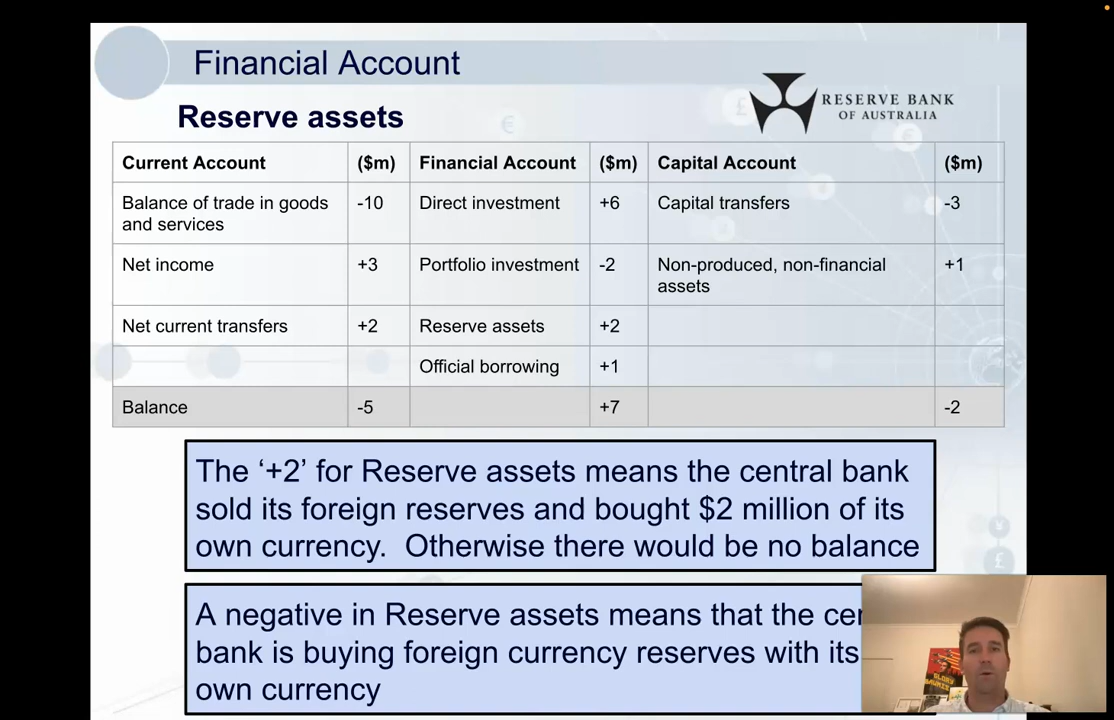 Financial Account
Reserve assets
RESERVE BANK
OF AUSTRALIA
Current Account ($m) Financial Account ($m) Capital Account ($m)
Balance of trade in goods and services -10 Direct investment +6 Capital transfers -3
Net income +3 Portfolio investment -2 Non-produced, non-financial assets +1
Net current transfers +2 Reserve assets +2
Official borrowing +1
Balance -5 +7 -2
The ‘+2’ for Reserve assets means the central bank
sold its foreign reserves and bought $2 million of its
own currency. Otherwise there would be no balance
A negative in Reserve assets means that the
bank is buying foreign currency reserves with its
own currency